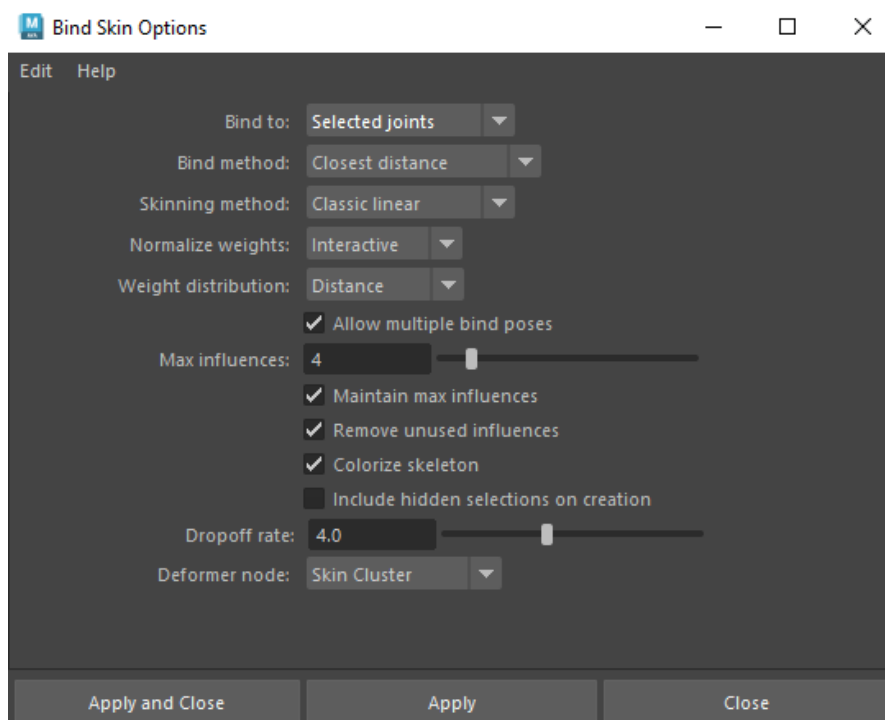 Bind Skin Options
Edit Help
Bind to: Selected joints
Bind method: Closest distance
Skinning method: Classic linear
Normalize weights: Interactive
Weight distribution: Distance
Allow multiple bind poses
Max influences: 4
Maintain max influences
Remove unused influences
Colorize skeleton
Include hidden selections on creation
Dropoff rate: 4.0
Deformer node: Skin Cluster
Apply and Close Apply Close